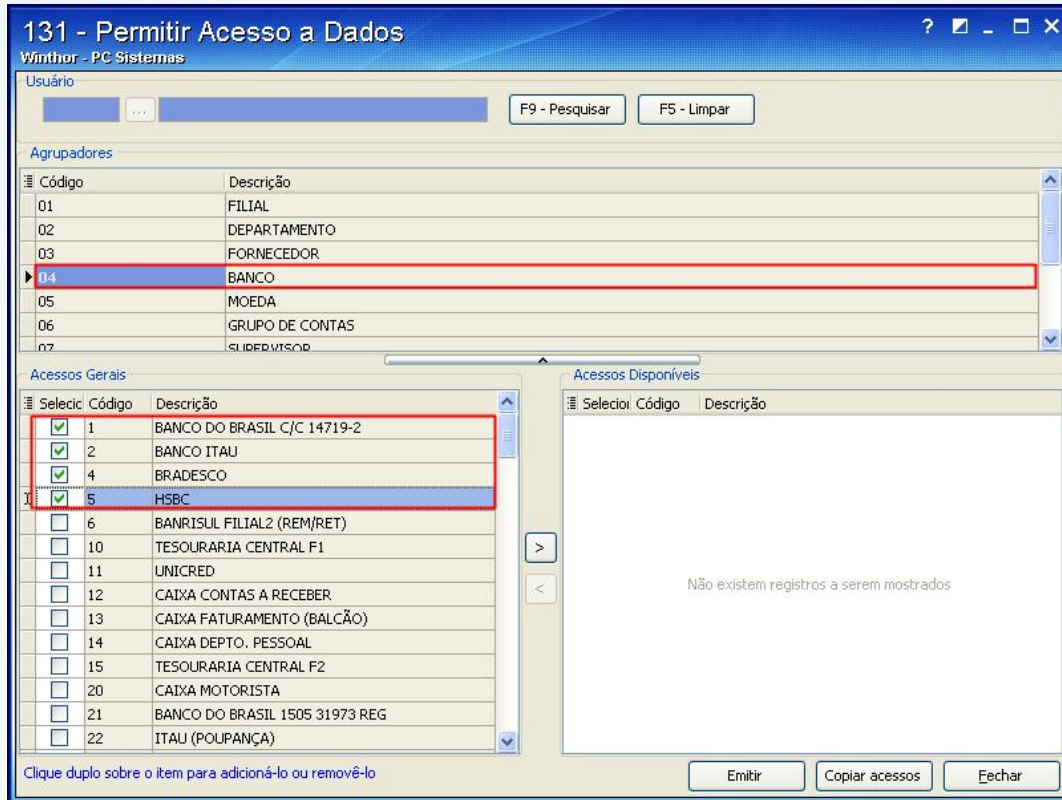 131 - Permitir Acesso a Dados
Winthor - PC Sistemas
Usuário
... F9 - Pesquisar F5 - Limpar
Agrupadores
Código Descrição
01 FILIAL
02 DEPARTAMENTO
03 FORNECEDOR
04 BANCO
05 MOEDA
06 GRUPO DE CONTAS
07 SUPERVISOR
Acessos Gerais
Selecic Código Descrição
1 BANCO DO BRASIL C/C 14719-2
2 BANCO ITAU
4 BRADESCO
5 HSBC
6 BANRISUL FILIAL2 (REM/RET)
10 TESOURARIA CENTRAL F1
11 UNICRED
12 CAIXA CONTAS A RECEBER
13 CAIXA FATURAMENTO (BALCÃO)
14 CAIXA DEPTO. PESSOAL
15 TESOURARIA CENTRAL F2
20 CAIXA MOTORISTA
21 BANCO DO BRASIL 1505 31973 REG
22 ITAU (POUPANÇA)
>
<
Acessos Disponíveis
Selecior Código Descrição
Não existem registros a serem mostrados
Clique duplo sobre o item para adicioná-lo ou removê-lo
Emitir Copiar acessos Fechar